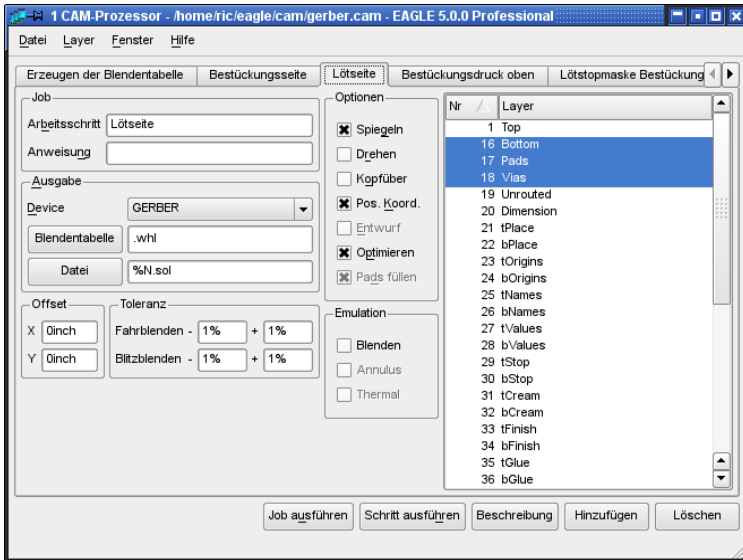 1 CAM-Prozessor - /home/ric/eagle/cam/gerber.cam - EAGLE 5.0.0 Professional
Datei Layer Fenster Hilfe
Erzeugen der Blendentabelle Bestückungsseite Lötseite Bestückungsdruck oben Lötstopmaske Bestückung
Job
Arbeitsschritt Lötseite
Anweisung
Ausgabe
Device GERBER
Blendentabelle .whl
Datei %N.sol
Offset
X 0inch
Y 0inch
Toleranz
Fahrblenden - 1% + 1%
Blitzblenden - 1% + 1%
Optionen
Spiegeln
Drehen
Kopfüber
Pos. Koord.
Entwurf
Optimieren
Pads füllen
Emulation
Blenden
Annulus
Thermal
Nr Layer
1 Top
16 Bottom
17 Pads
18 Vias
19 Unrouted
20 Dimension
21 tPlace
22 bPlace
23 tOrigins
24 bOrigins
25 tNames
26 bNames
27 tValues
28 bValues
29 tStop
30 bStop
31 tCream
32 bCream
33 tFinish
34 bFinish
35 tGlue
36 bGlue
Job ausführen Schritt ausführen Beschreibung Hinzufügen Löschen